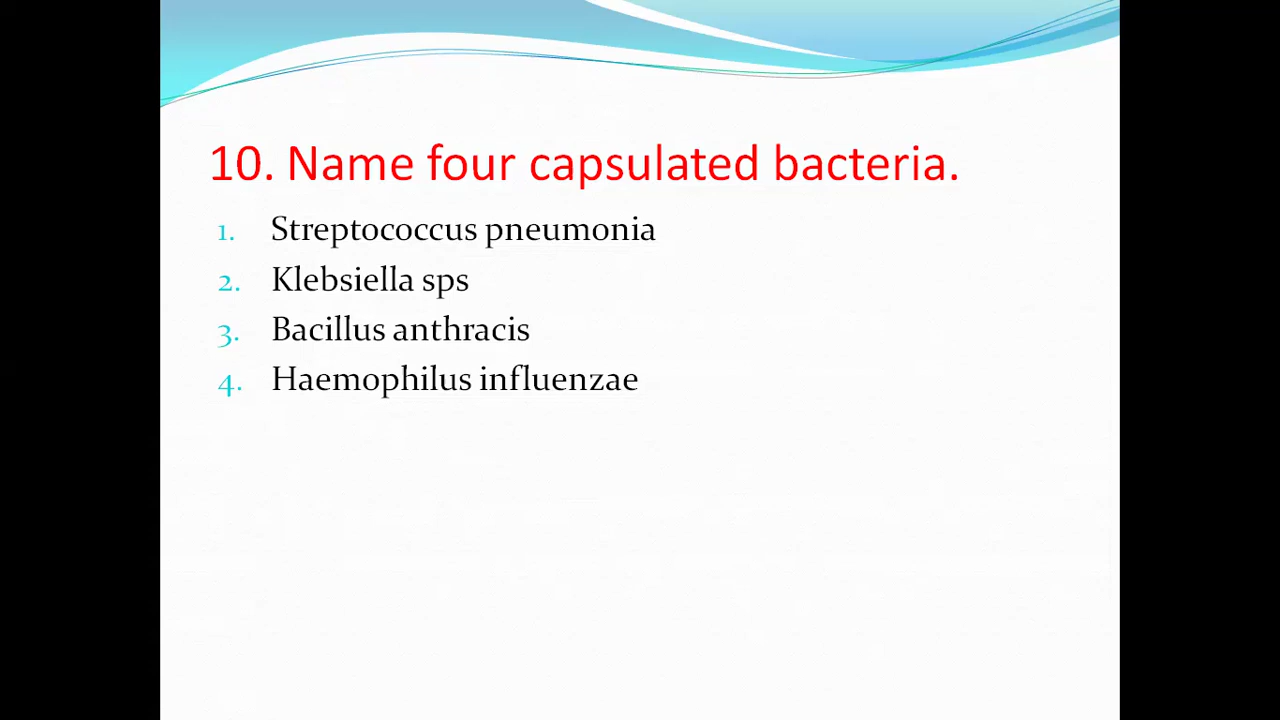 10. Name four capsulated bacteria.
1. Streptococcus pneumonia
2. Klebsiella sps
3. Bacillus anthracis
4. Haemophilus influenzae